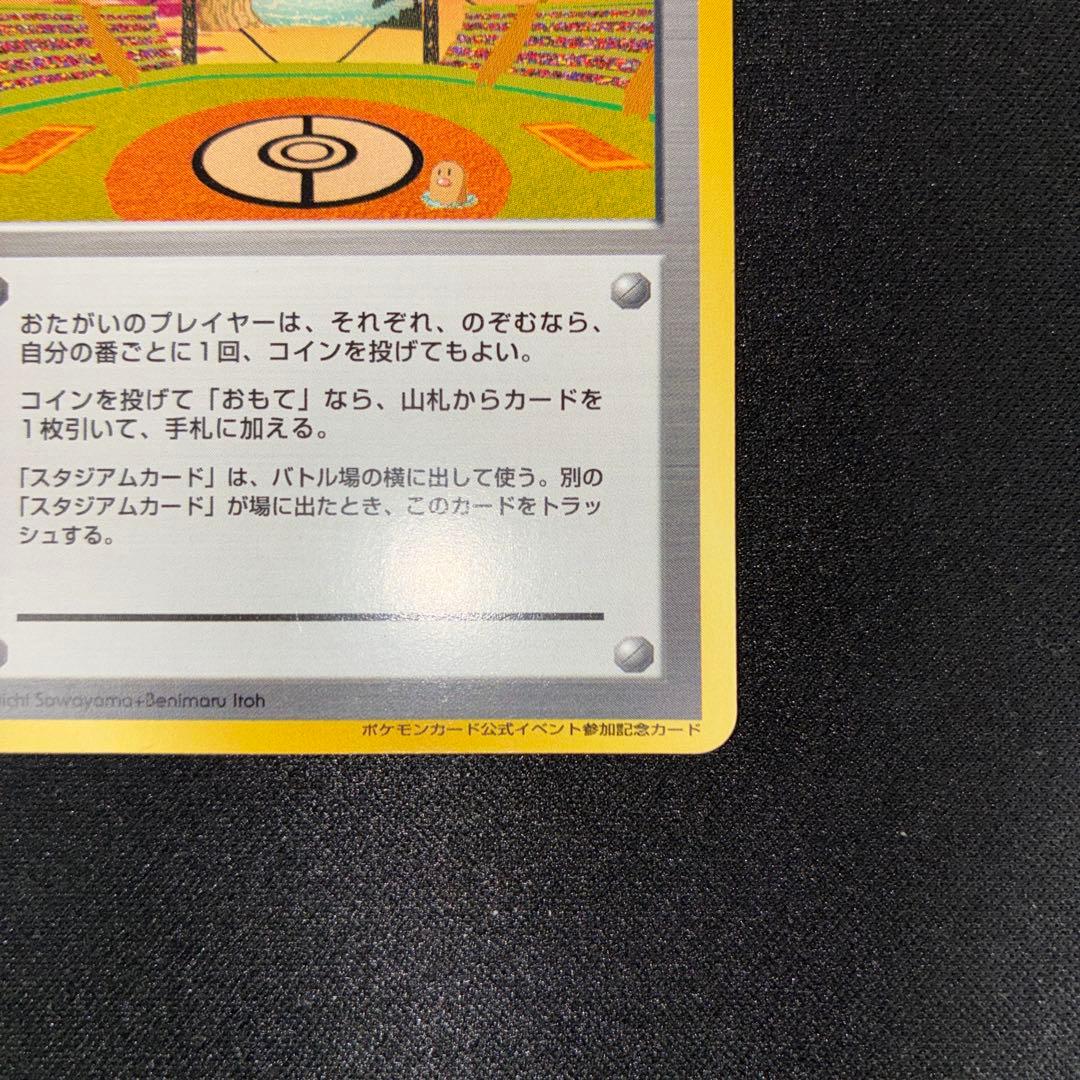 おたがいのプレイヤーは、それぞれ、のぞむなら、
自分の番ごとに1回、コインを投げてもよい。
コインを投げて「おもて」なら、山札からカードを
1枚引いて、手札に加える。
「スタジアムカード」は、バトル場の横に出して使う。別の
「スタジアムカード」が場に出たとき、このカードをトラッ
シュする。
Sawayama+Benimaru Itoh
ポケモンカード公式イベント参加記念カード